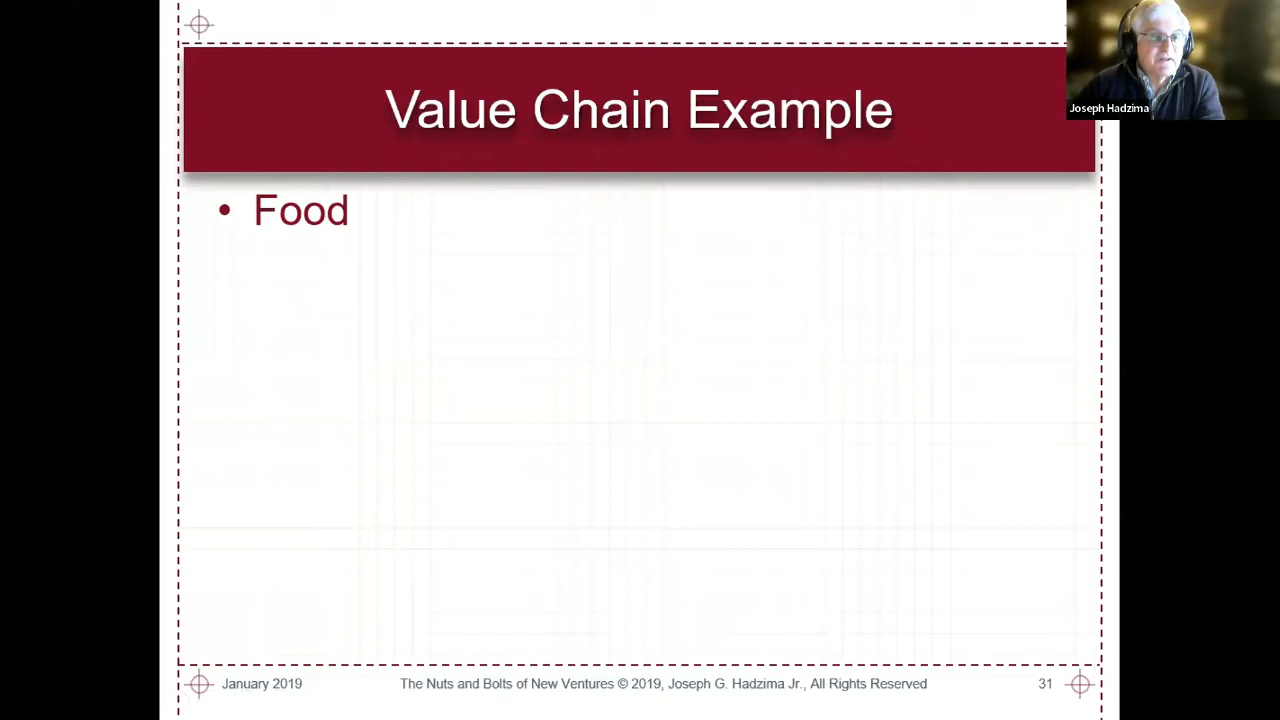 Value Chain Example
Joseph Hadzima
• Food
January 2019 The Nuts and Bolts of New Ventures © 2019, Joseph G. Hadzima Jr., All Rights Reserved 31